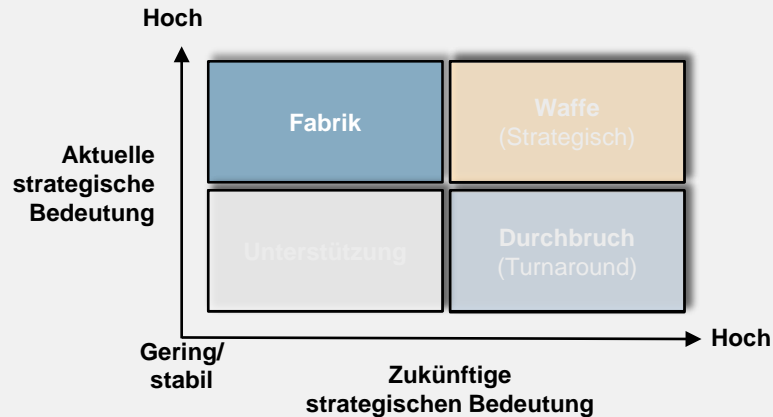 Hoch
Fabrik
Waffe
(Strategisch)
Aktuelle
strategische
Bedeutung
Unterstützung
Durchbruch
(Turnaround)
Hoch
Gering/
stabil
Zukünftige
strategischen Bedeutung